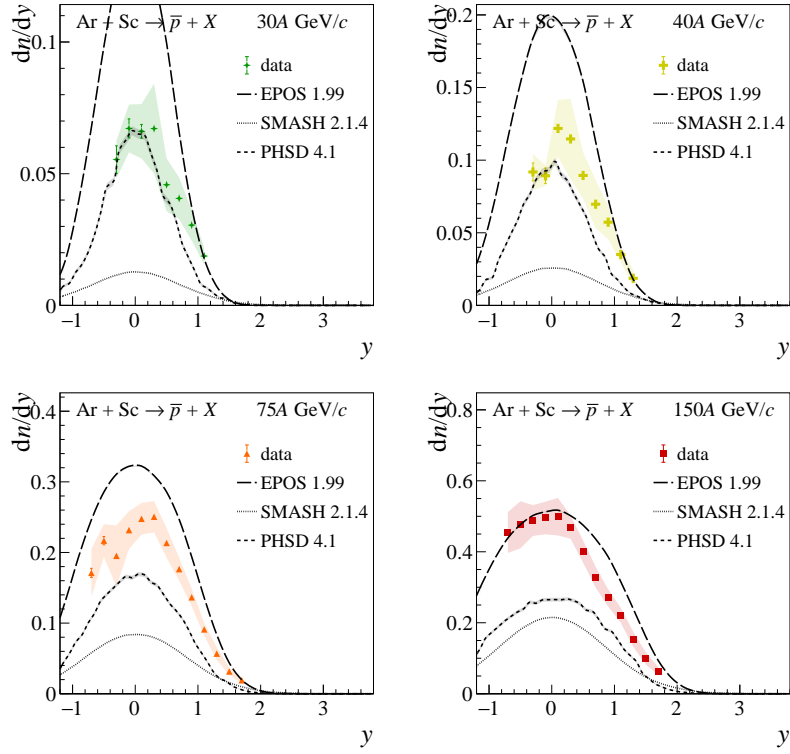 Ar + Sc → p̅ + X 30A GeV/c
data
EPOS 1.99
SMASH 2.1.4
PHSD 4.1
dn/dy
0.1
0.05
0
−1 0 1 2 3
y
Ar + Sc → p̅ + X 40A GeV/c
data
EPOS 1.99
SMASH 2.1.4
PHSD 4.1
dn/dy
0.2
0.15
0.1
0.05
0
−1 0 1 2 3
y
Ar + Sc → p̅ + X 75A GeV/c
data
EPOS 1.99
SMASH 2.1.4
PHSD 4.1
dn/dy
0.4
0.3
0.2
0.1
0
−1 0 1 2 3
y
Ar + Sc → p̅ + X 150A GeV/c
data
EPOS 1.99
SMASH 2.1.4
PHSD 4.1
dn/dy
0.8
0.6
0.4
0.2
0
−1 0 1 2 3
y